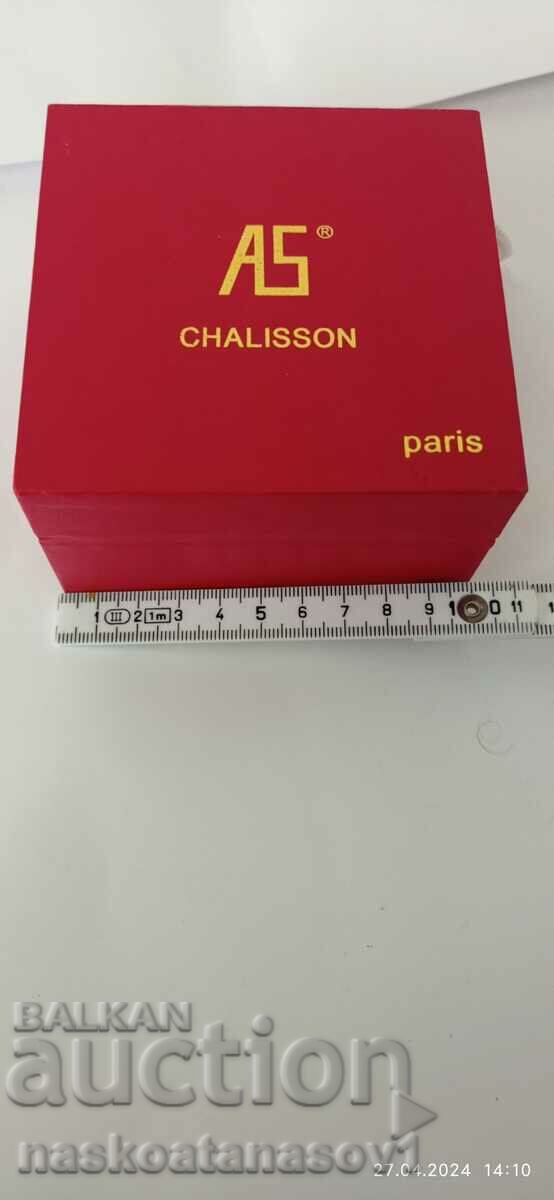 AS®
CHALISSON
paris
1 III 2 1m 3 4 5 6 7 8 9 10 11
BALKAN
auction
naskoatanasov1
27.04.2024 14:10